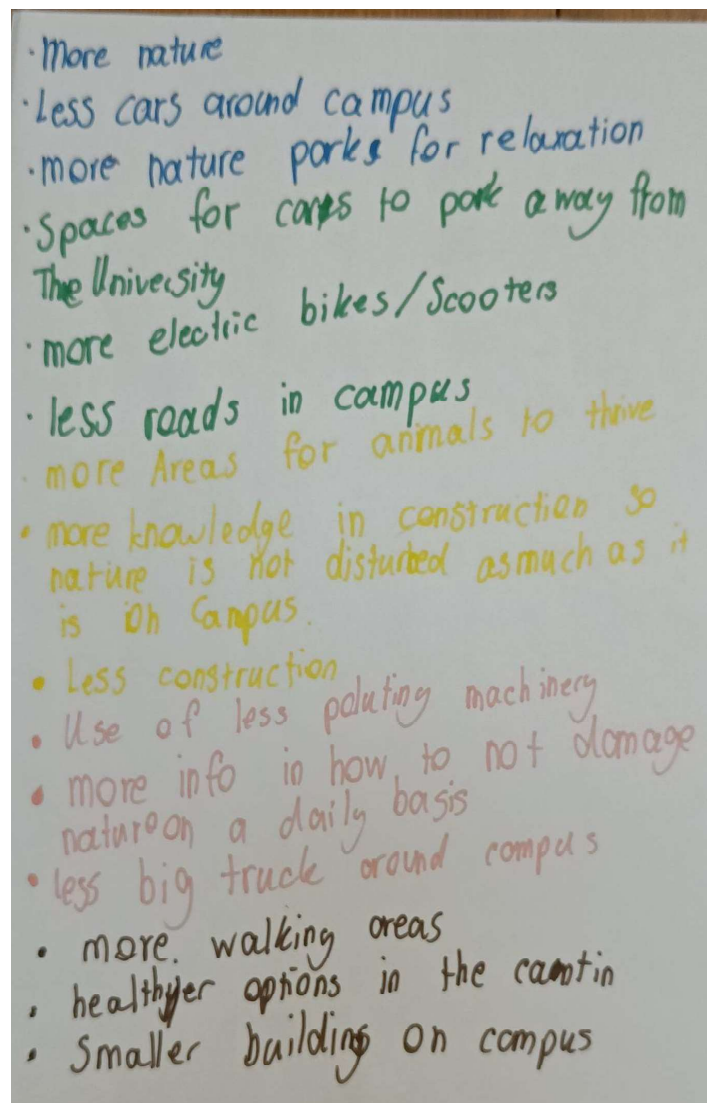 · More nature
· Less cars around campus
· more nature parks for relaxation
· Spaces for cars to park away from
The University
· more electric bikes/Scooters
· less roads in campus
· more Areas for animals to thrive
· more knowledge in construction so
nature is not disturbed asmuch as it
is on Campus.
· Less construction
· Use of less poluting machinery
· more info in how to not damage
nature on a daily basis
· less big truck around campus
· more. walking areas
· healthyer options in the cantin
· Smaller building on campus